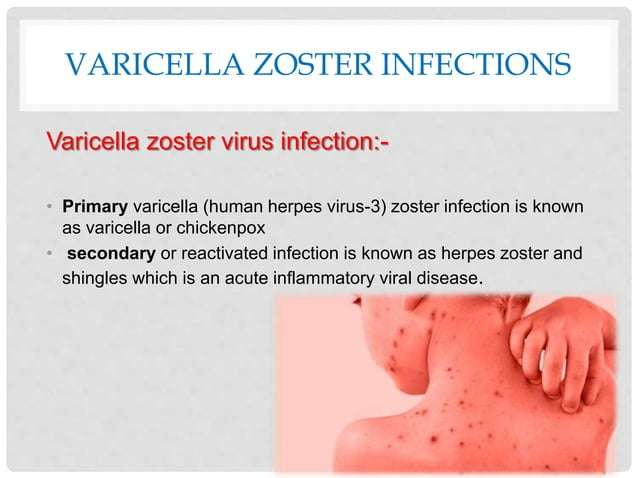 VARICELLA ZOSTER INFECTIONS
Varicella zoster virus infection:-
• Primary varicella (human herpes virus-3) zoster infection is known
as varicella or chickenpox
• secondary or reactivated infection is known as herpes zoster and
shingles which is an acute inflammatory viral disease.